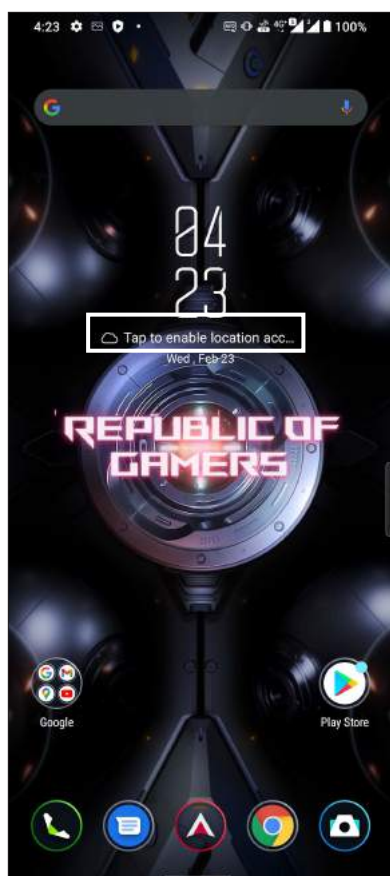 4:23
100%
04
23
Tap to enable location acc...
Wed, Feb 23
REPUBLIC OF
GAMERS
Google
Play Store